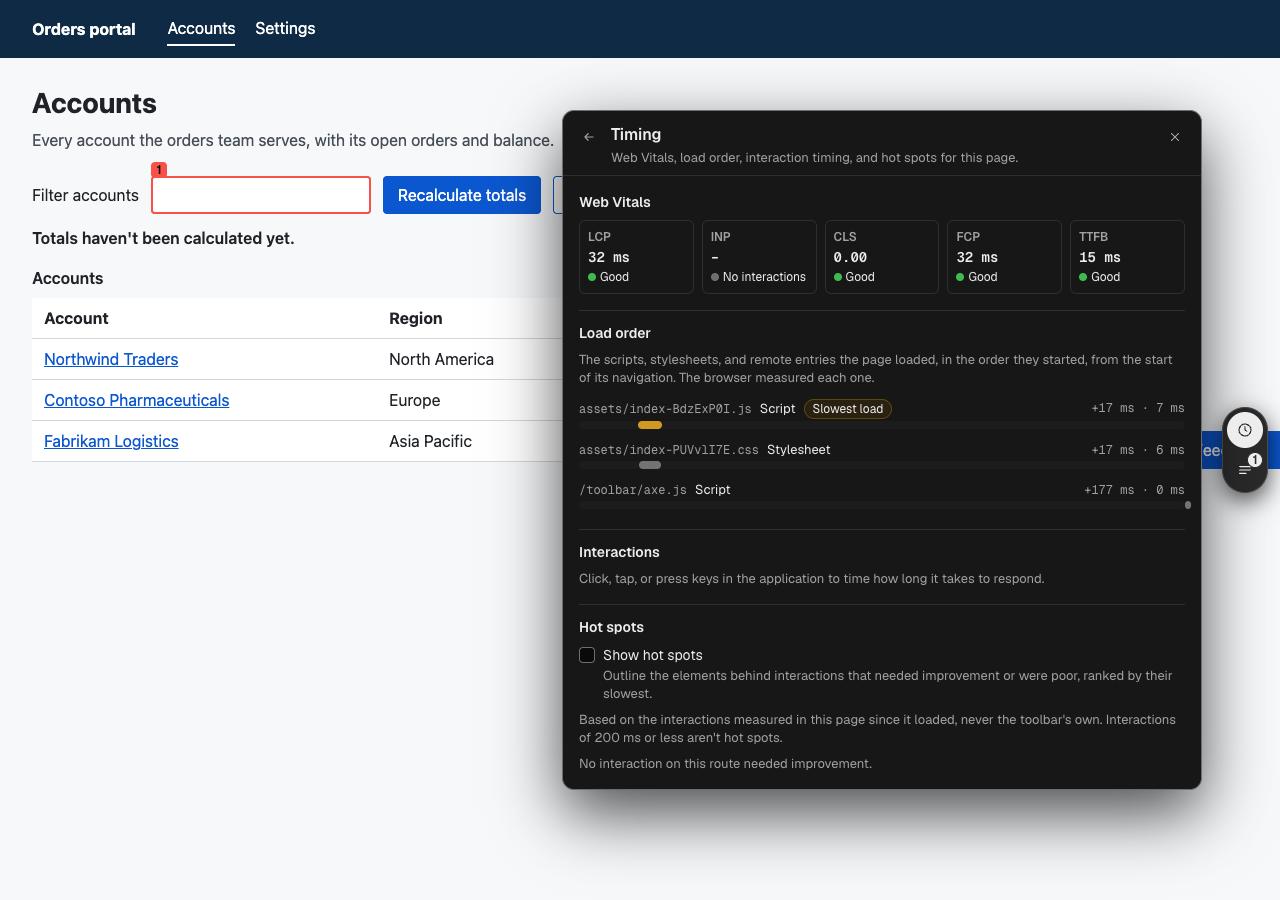 Orders portal
Accounts
Settings
Accounts
Every account the orders team serves, with its open orders and balance.
1
Filter accounts
Recalculate totals
Totals haven't been calculated yet.
Accounts
Account
Region
Northwind Traders
North America
Contoso Pharmaceuticals
Europe
Fabrikam Logistics
Asia Pacific
Timing
Web Vitals, load order, interaction timing, and hot spots for this page.
Web Vitals
LCP
32 ms
Good
INP
–
No interactions
CLS
0.00
Good
FCP
32 ms
Good
TTFB
15 ms
Good
Load order
The scripts, stylesheets, and remote entries the page loaded, in the order they started, from the start
of its navigation. The browser measured each one.
assets/index-BdzExP0I.js Script Slowest load +17 ms · 7 ms
assets/index-PUVvlI7E.css Stylesheet +17 ms · 6 ms
/toolbar/axe.js Script +177 ms · 0 ms
Interactions
Click, tap, or press keys in the application to time how long it takes to respond.
Hot spots
Show hot spots
Outline the elements behind interactions that needed improvement or were poor, ranked by their
slowest.
Based on the interactions measured in this page since it loaded, never the toolbar's own. Interactions
of 200 ms or less aren't hot spots.
No interaction on this route needed improvement.
1